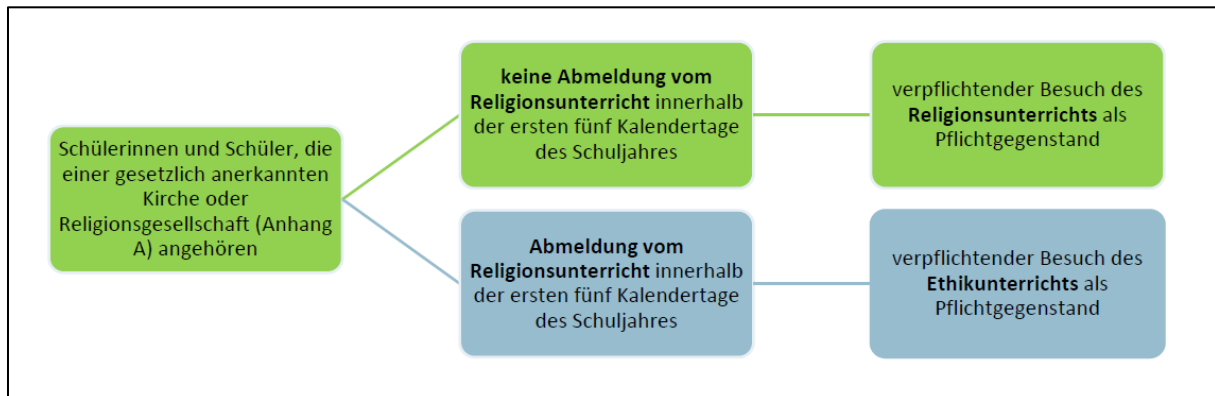 Schülerinnen und Schüler, die
einer gesetzlich anerkannten
Kirche oder
Religionsgesellschaft (Anhang
A) angehören
keine Abmeldung vom
Religionsunterricht innerhalb
der ersten fünf Kalendertage
des Schuljahres
verpflichtender Besuch des
Religionsunterrichts als
Pflichtgegenstand
Abmeldung vom
Religionsunterricht innerhalb
der ersten fünf Kalendertage
des Schuljahres
verpflichtender Besuch des
Ethikunterrichts als
Pflichtgegenstand